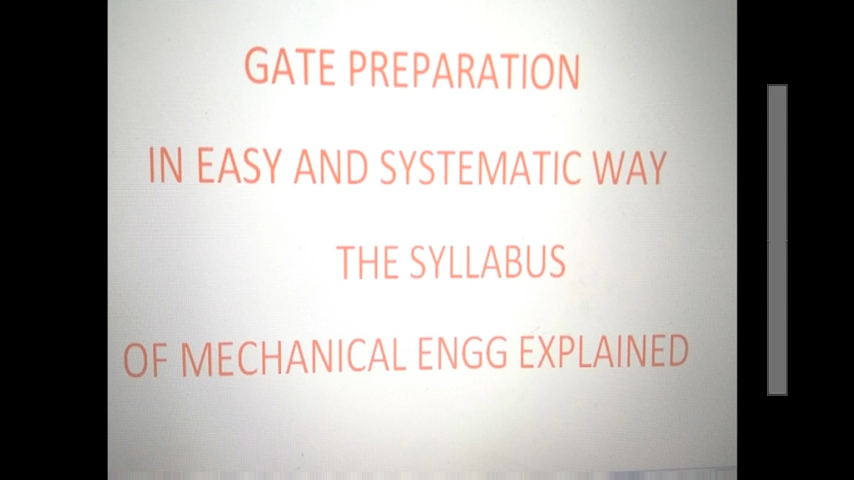 GATE PREPARATION
IN EASY AND SYSTEMATIC WAY
THE SYLLABUS
OF MECHANICAL ENGG EXPLAINED